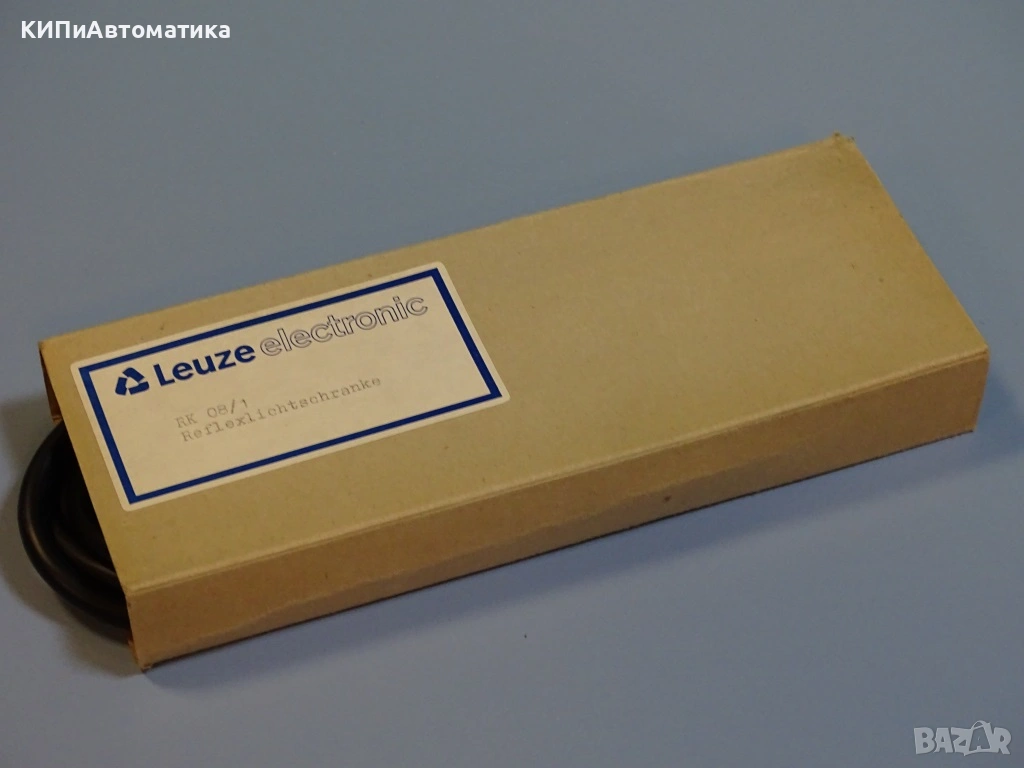 КИПиАвтоматика
Leuze electronic
RK 08/1
Reflexlichtschranke
BAZAR